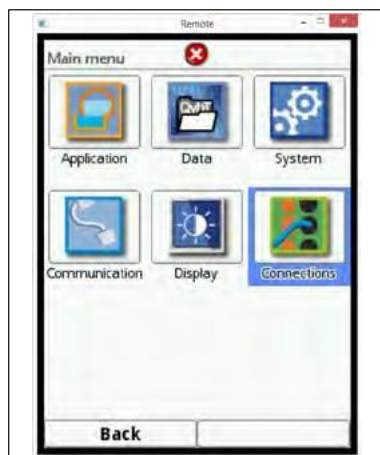 Remote
Main menu
Application Data System
Communication Display Connections
Back